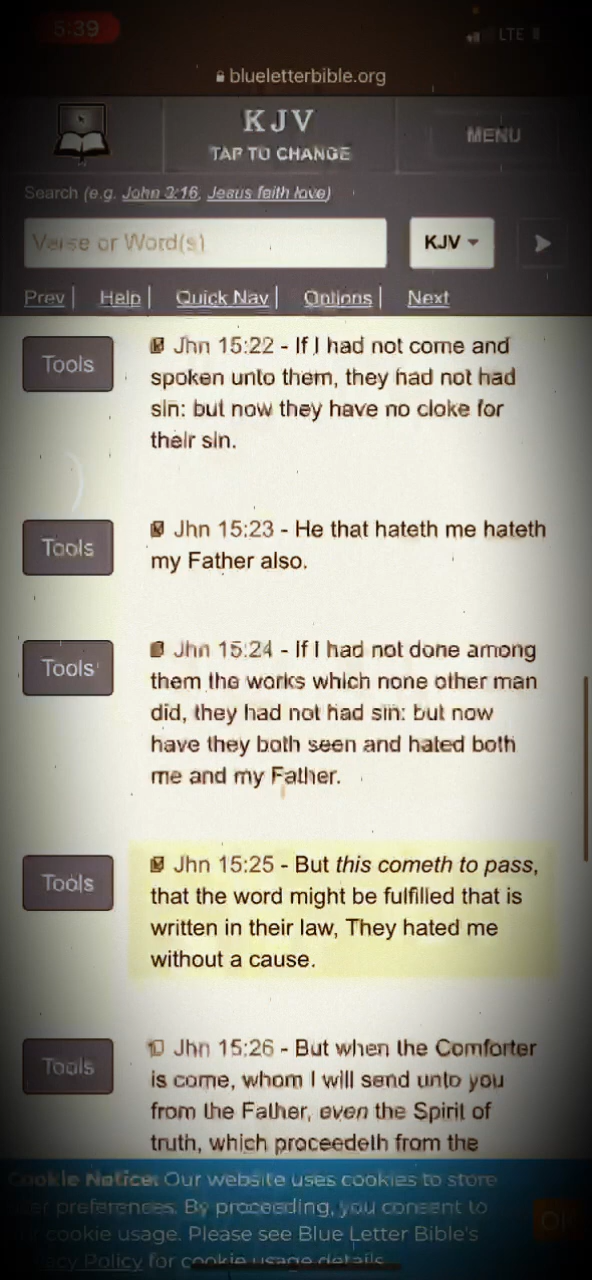 5:39
LTE
blueletterbible.org
KJV
TAP TO CHANGE
MENU
Search (e.g. John 3:16, Jesus faith love)
Verse or Word(s)
KJV
Prev | Help | Quick Nav | Options | Next
Tools
Jhn 15:22 - If I had not come and
spoken unto them, they had not had
sin: but now they have no cloke for
their sin.
Tools
Jhn 15:23 - He that hateth me hateth
my Father also.
Tools
Jhn 15:24 - If I had not done among
them the works which none other man
did, they had not had sin: but now
have they both seen and hated both
me and my Father.
Tools
Jhn 15:25 - But this cometh to pass,
that the word might be fulfilled that is
written in their law, They hated me
without a cause.
Tools
Jhn 15:26 - But when the Comforter
is come, whom I will send unto you
from the Father, even the Spirit of
truth, which proceedeth from the
Cookie Notice: Our website uses cookies to store
preferences. By proceeding, you consent to
cookie usage. Please see Blue Letter Bible's
Policy for cookie usage details.